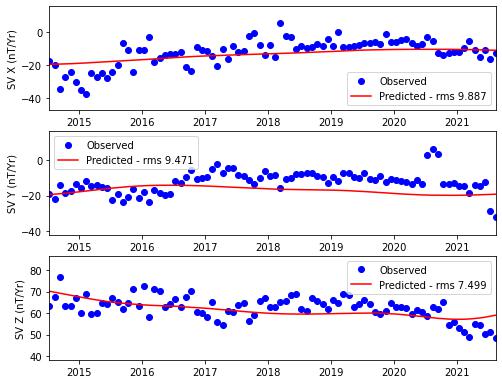 SV X (nT/Yr)
0
−20
−40
Observed
Predicted - rms 9.887
2015 2016 2017 2018 2019 2020 2021
SV Y (nT/Yr)
0
−20
−40
Observed
Predicted - rms 9.471
2015 2016 2017 2018 2019 2020 2021
SV Z (nT/Yr)
80
70
60
50
40
Observed
Predicted - rms 7.499
2015 2016 2017 2018 2019 2020 2021